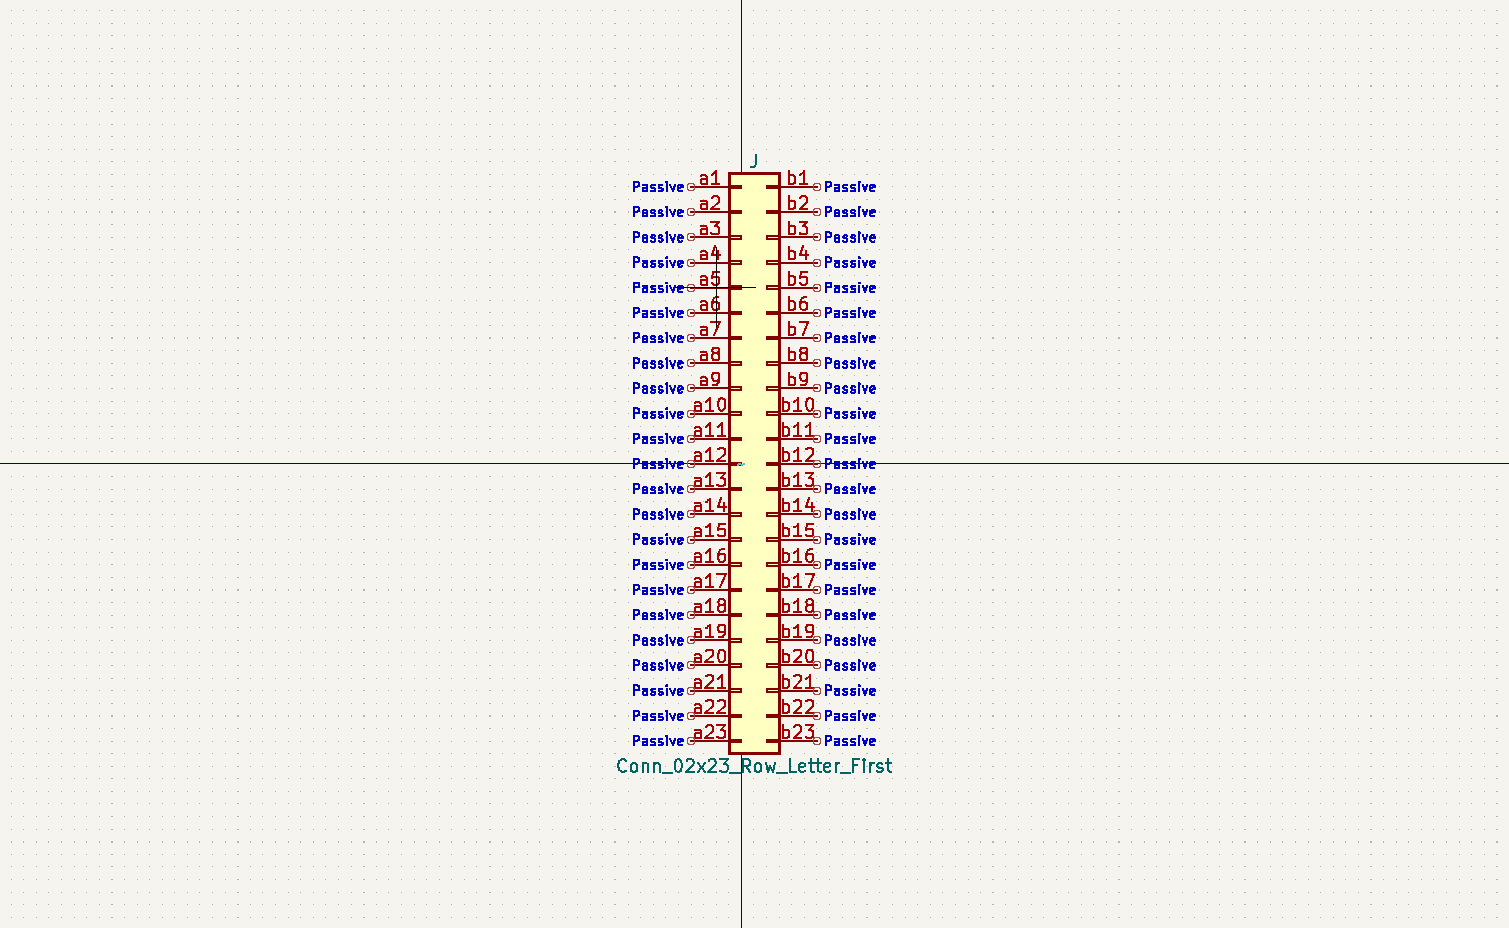 J
Passive a1 b1 Passive
Passive a2 b2 Passive
Passive a3 b3 Passive
Passive a4 b4 Passive
Passive a5 b5 Passive
Passive a6 b6 Passive
Passive a7 b7 Passive
Passive a8 b8 Passive
Passive a9 b9 Passive
Passive a10 b10 Passive
Passive a11 b11 Passive
Passive a12 b12 Passive
Passive a13 b13 Passive
Passive a14 b14 Passive
Passive a15 b15 Passive
Passive a16 b16 Passive
Passive a17 b17 Passive
Passive a18 b18 Passive
Passive a19 b19 Passive
Passive a20 b20 Passive
Passive a21 b21 Passive
Passive a22 b22 Passive
Passive a23 b23 Passive
Conn_02x23_Row_Letter_First